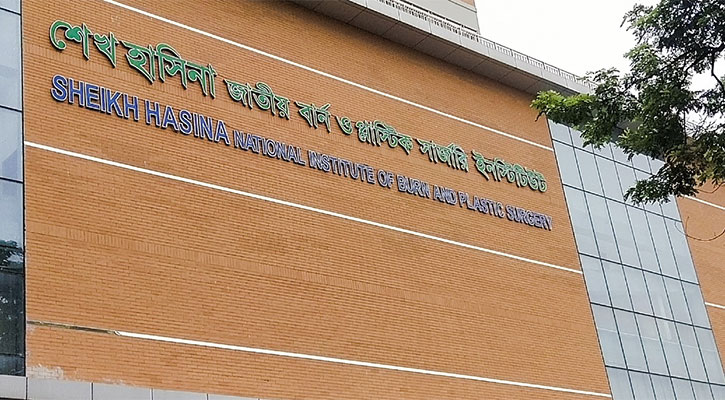 শেখ হাসিনা জাতীয় বার্ন ও প্লাস্টিক সার্জারি ইনস্টিটিউট
SHEIKH HASINA NATIONAL INSTITUTE OF BURN AND PLASTIC SURGERY